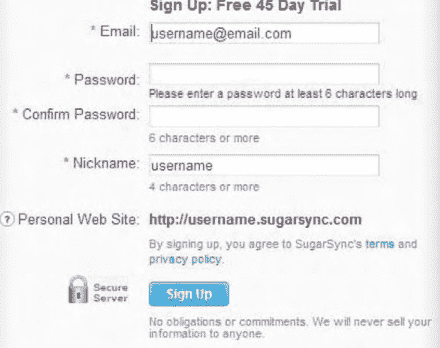 Sign Up: Free 45 Day Trial
* Email: username@email.com
* Password:
Please enter a password at least 6 characters long
* Confirm Password:
6 characters or more
* Nickname: username
4 characters or more
? Personal Web Site: http://username.sugarsync.com
By signing up, you agree to SugarSync's terms and
privacy policy.
Secure
Server
Sign Up
No obligations or commitments. We will never sell your
information to anyone.